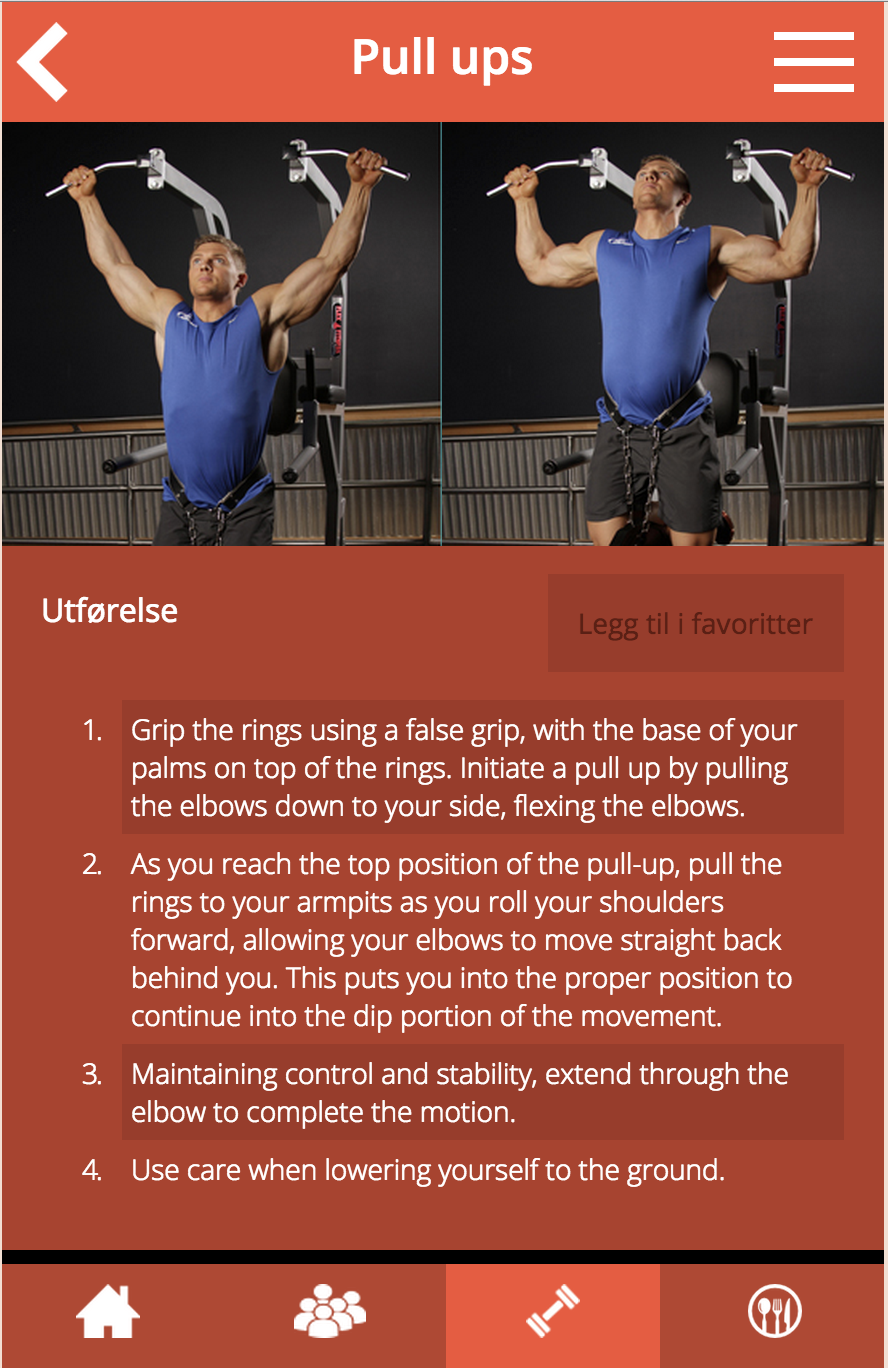 Pull ups
Utførelse
Legg til i favoritter
1. Grip the rings using a false grip, with the base of your
palms on top of the rings. Initiate a pull up by pulling
the elbows down to your side, flexing the elbows.
2. As you reach the top position of the pull-up, pull the
rings to your armpits as you roll your shoulders
forward, allowing your elbows to move straight back
behind you. This puts you into the proper position to
continue into the dip portion of the movement.
3. Maintaining control and stability, extend through the
elbow to complete the motion.
4. Use care when lowering yourself to the ground.